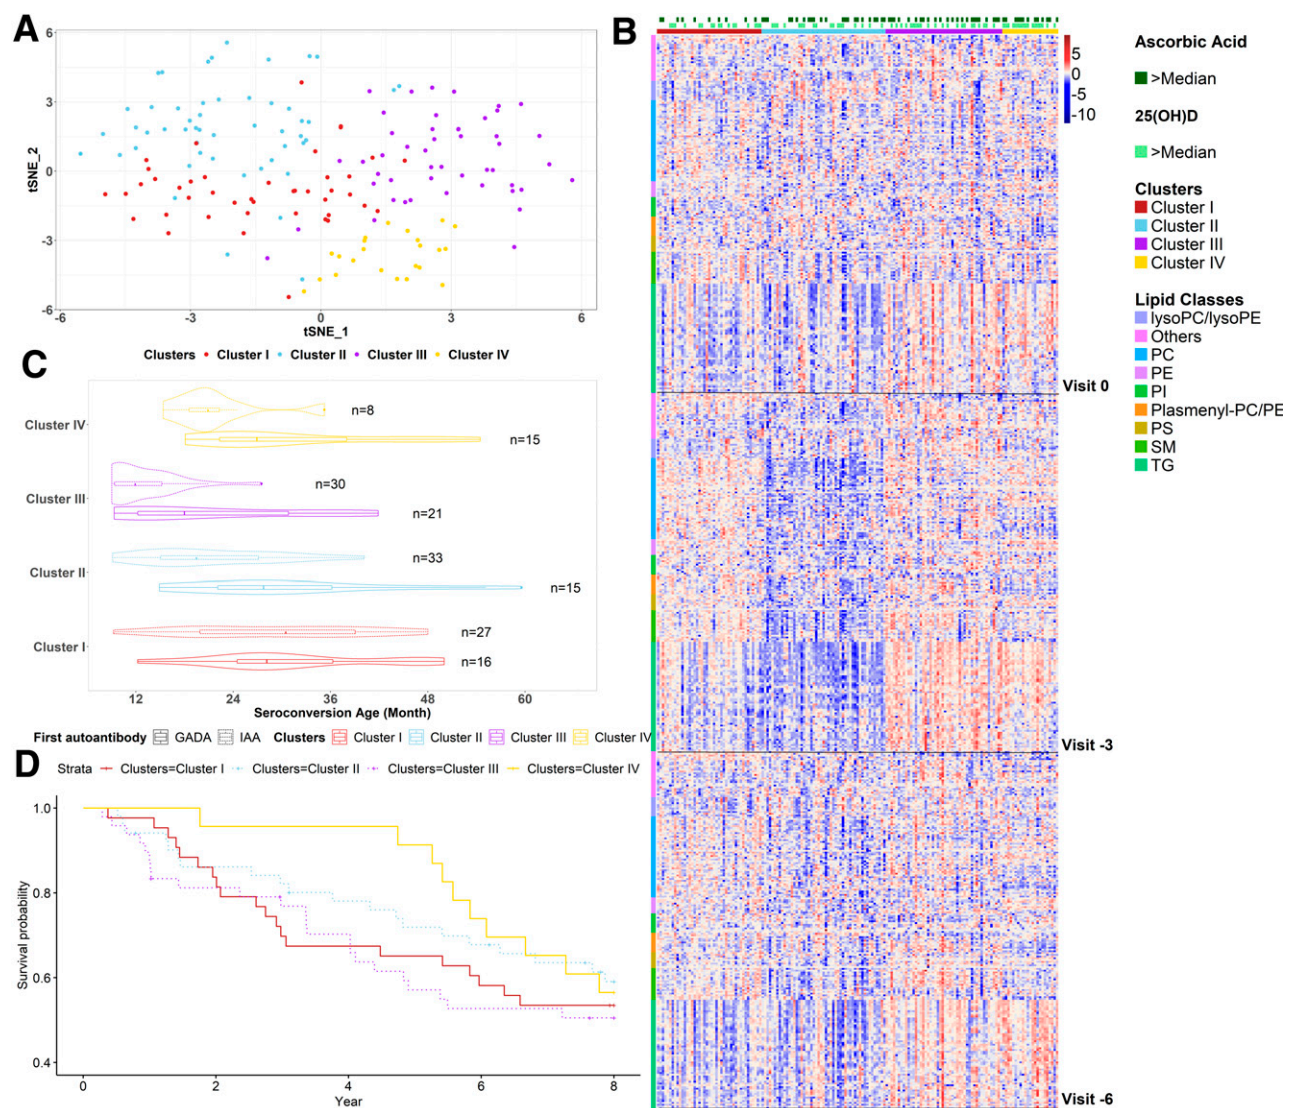 A
6
3
0
-3
-6
tSNE_2
-6
-3
0
3
6
tSNE_1
Clusters
Cluster I
Cluster II
Cluster III
Cluster IV
B
5
0
-5
-10
Ascorbic Acid
>Median
25(OH)D
>Median
Clusters
Cluster I
Cluster II
Cluster III
Cluster IV
Lipid Classes
lysoPC/lysoPE
Others
PC
PE
PI
Plasmenyl-PC/PE
PS
SM
TG
Visit 0
Visit -3
Visit -6
C
Cluster IV
n=8
n=15
Cluster III
n=30
n=21
Cluster II
n=33
n=15
Cluster I
n=27
n=16
12
24
36
48
60
Seroconversion Age (Month)
First autoantibody
GADA
IAA
Clusters
Cluster I
Cluster II
Cluster III
Cluster IV
D
Strata
Clusters=Cluster I
Clusters=Cluster II
Clusters=Cluster III
Clusters=Cluster IV
1.0
0.8
0.6
0.4
Survival probability
0
2
4
6
8
Year